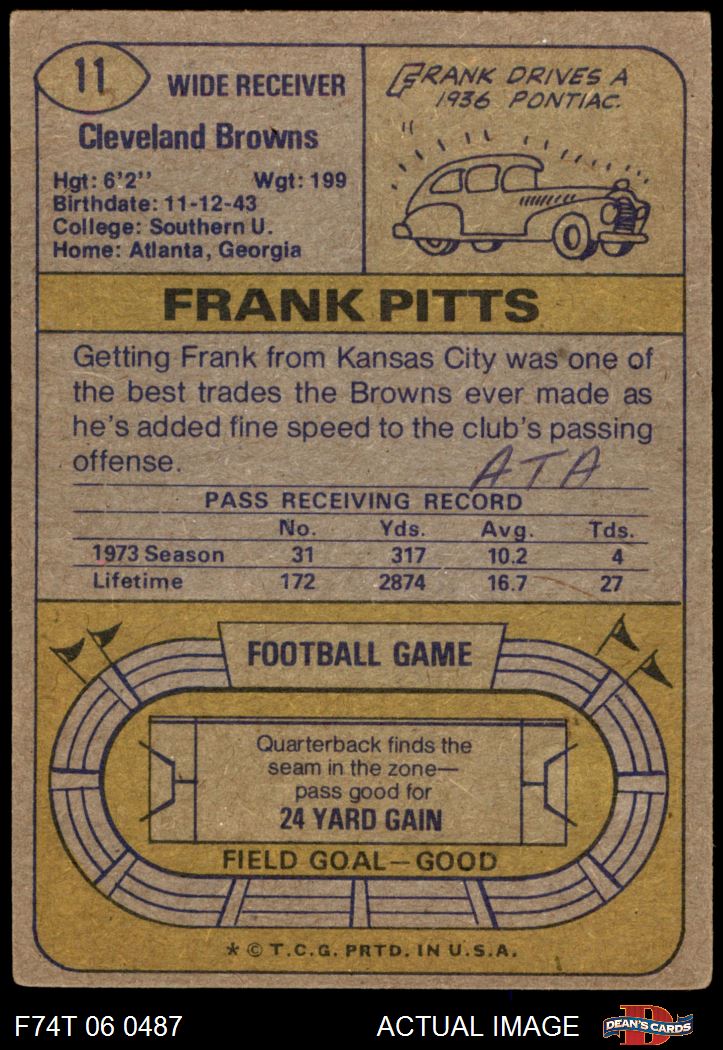 11
WIDE RECEIVER
Cleveland Browns
Hgt: 6'2'' Wgt: 199
Birthdate: 11-12-43
College: Southern U.
Home: Atlanta, Georgia
FRANK DRIVES A
1936 PONTIAC.
FRANK PITTS
Getting Frank from Kansas City was one of
the best trades the Browns ever made as
he's added fine speed to the club's passing
offense.
ATA
PASS RECEIVING RECORD
No. Yds. Avg. Tds.
1973 Season 31 317 10.2 4
Lifetime 172 2874 16.7 27
FOOTBALL GAME
Quarterback finds the
seam in the zone—
pass good for
24 YARD GAIN
FIELD GOAL—GOOD
* © T.C.G. PRTD. IN U.S.A.
F74T 06 0487
ACTUAL IMAGE
D
DEAN'S CARDS